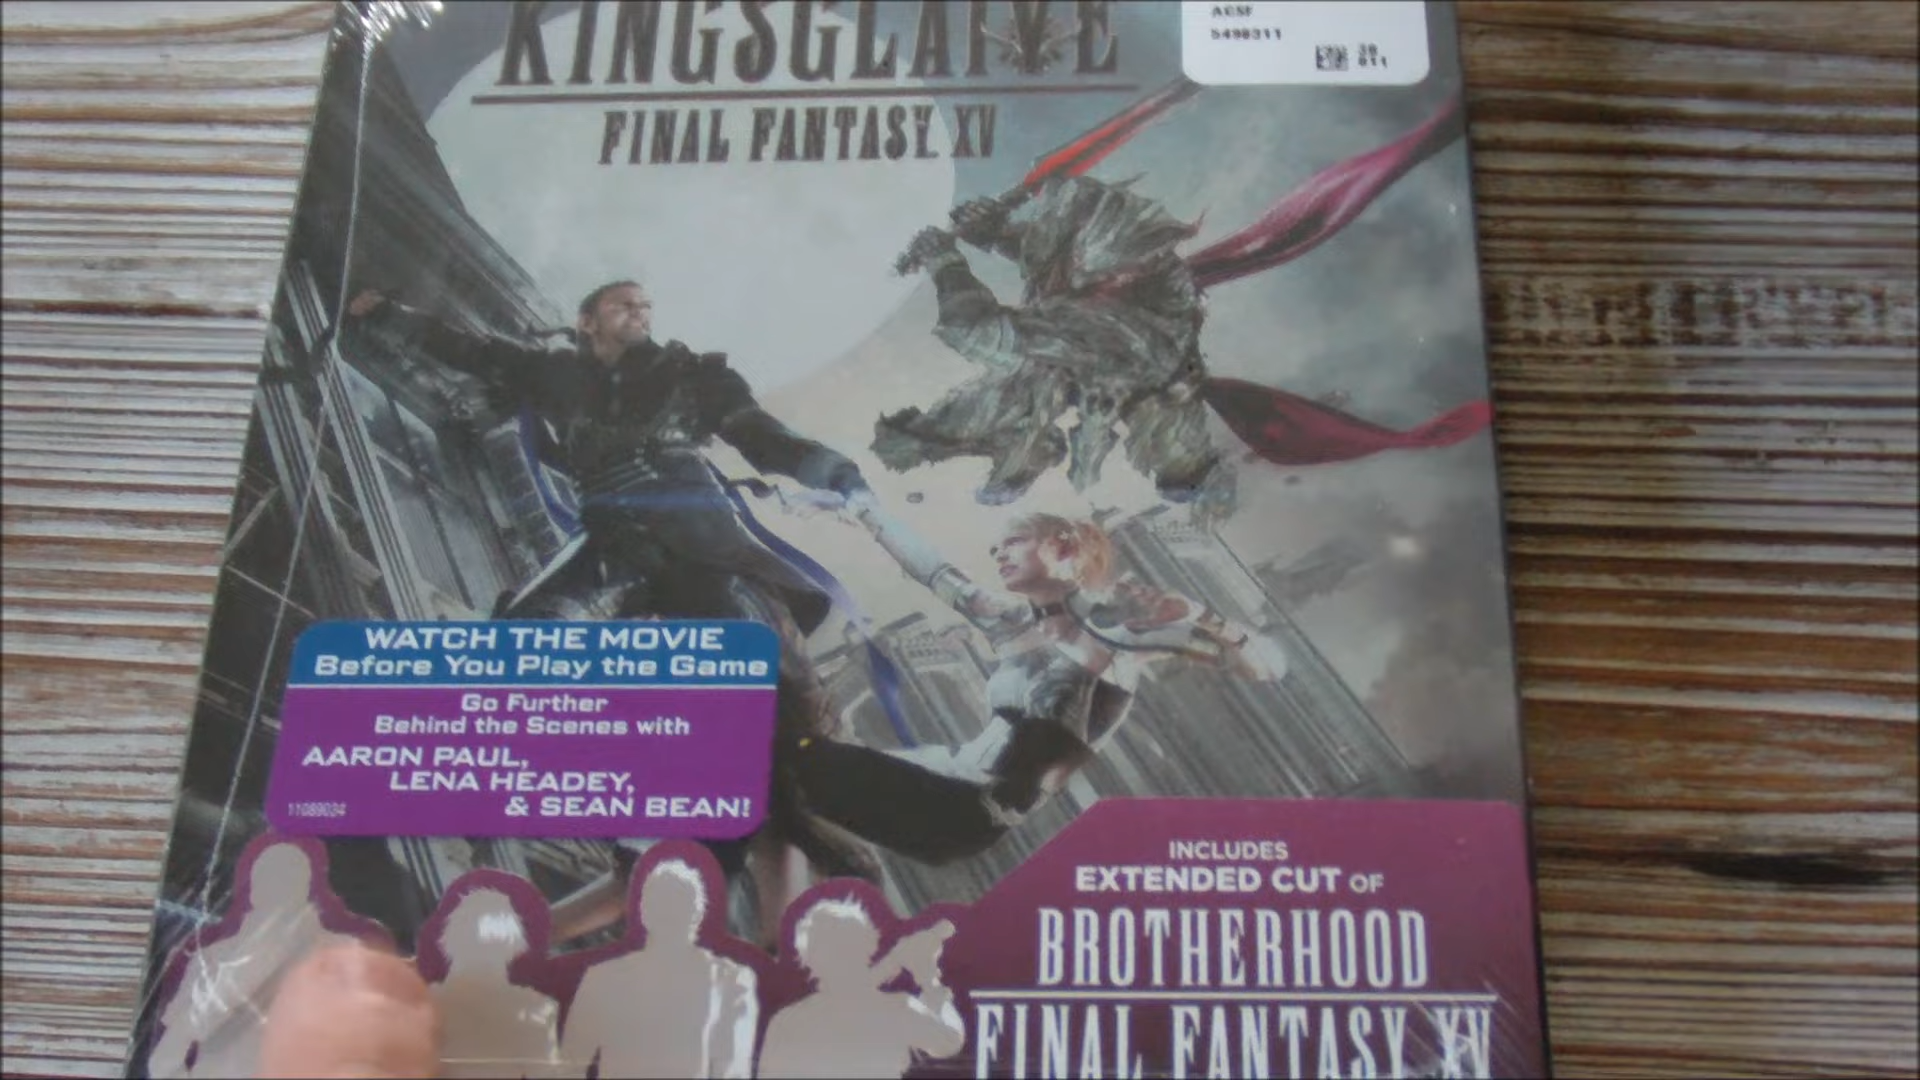 KINGSGLAIVE
FINAL FANTASY XV
5498311
WATCH THE MOVIE
Before You Play the Game
Go Further
Behind the Scenes with
AARON PAUL,
LENA HEADEY,
& SEAN BEAN!
11089034
INCLUDES
EXTENDED CUT OF
BROTHERHOOD
FINAL FANTASY XV